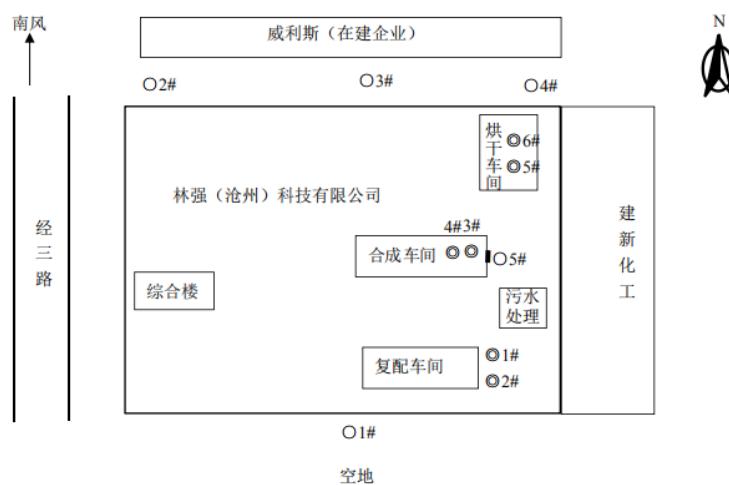 南风
威利斯（在建企业）
N
○2#
○3#
○4#
烘干车间
◎6#
◎5#
林强（沧州）科技有限公司
经三路
建新化工
4#3#
合成车间
◎◎
○5#
综合楼
污水
处理
复配车间
◎1#
◎2#
○1#
空地